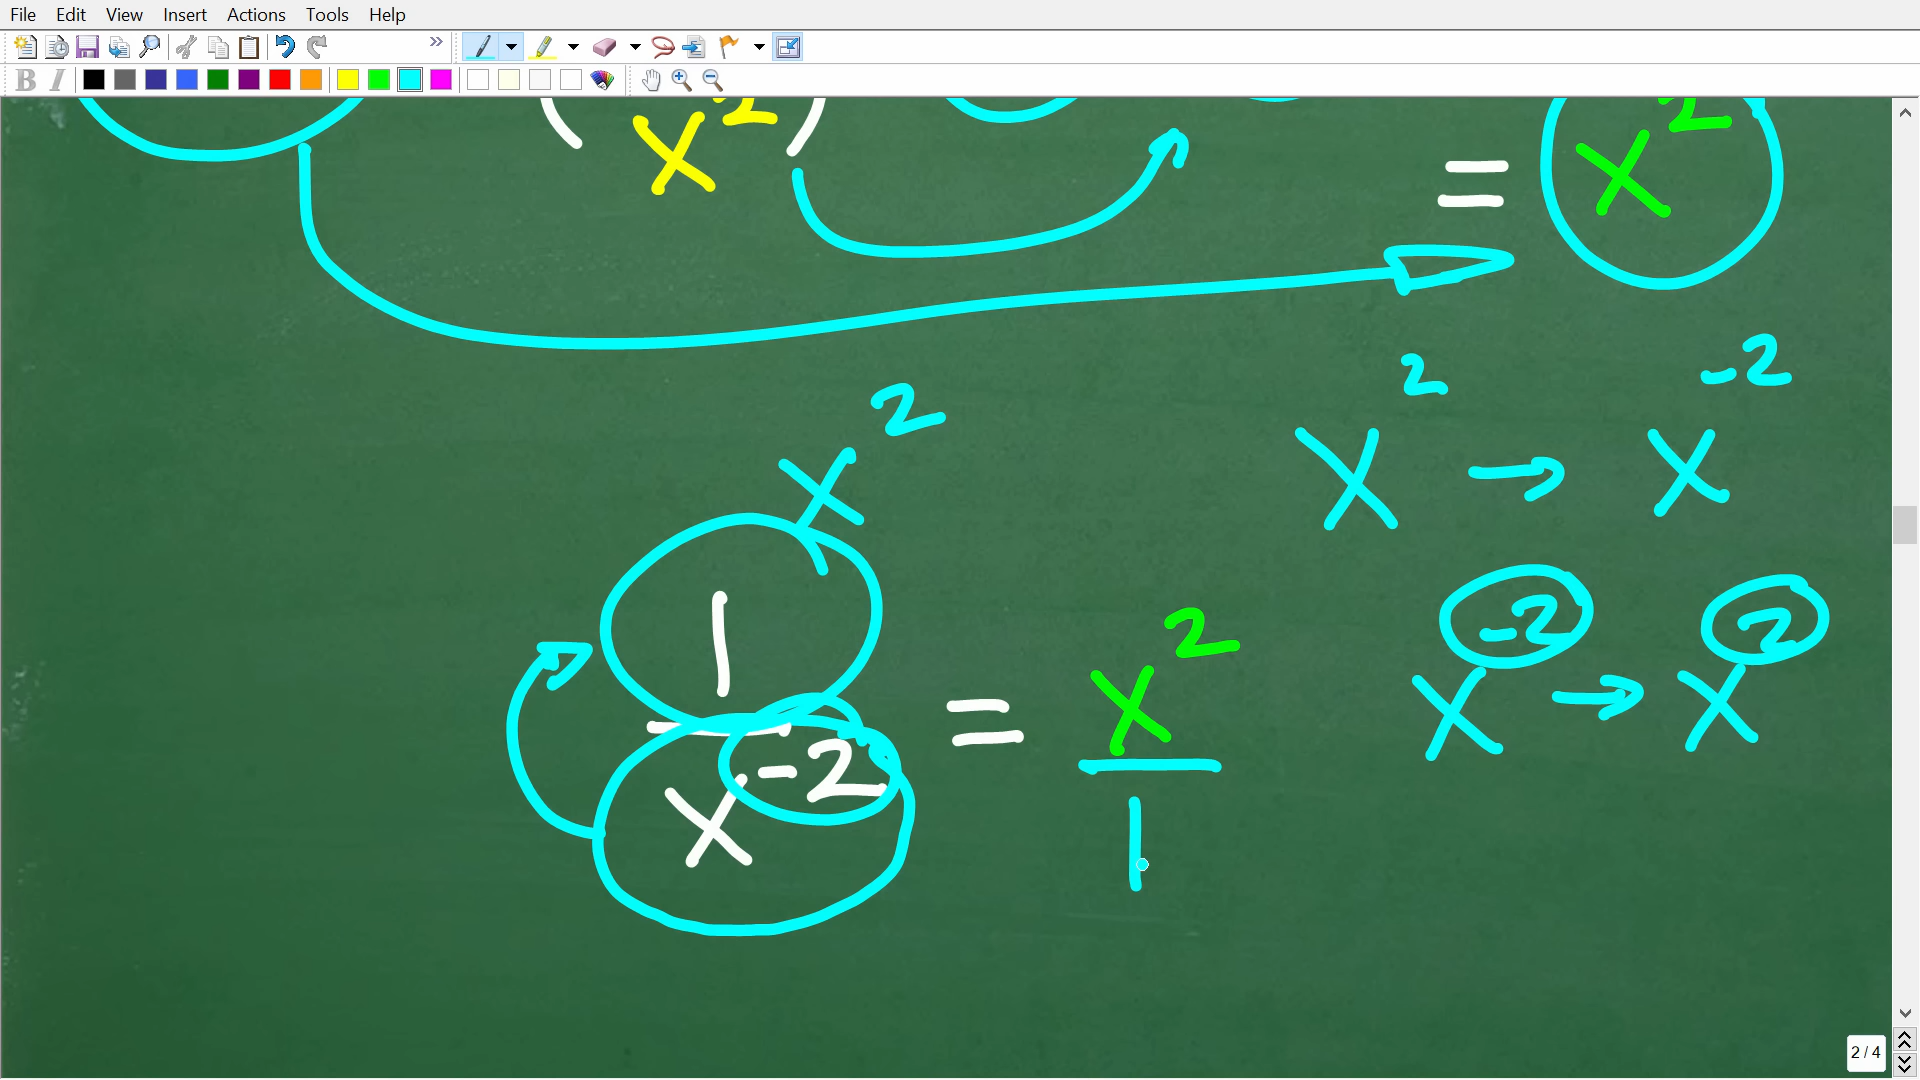 File Edit View Insert Actions Tools Help
B I
( x² ) = x²
x² → x⁻²
x²
x⁻² → x²
1/x⁻² = x²/1
2 / 4